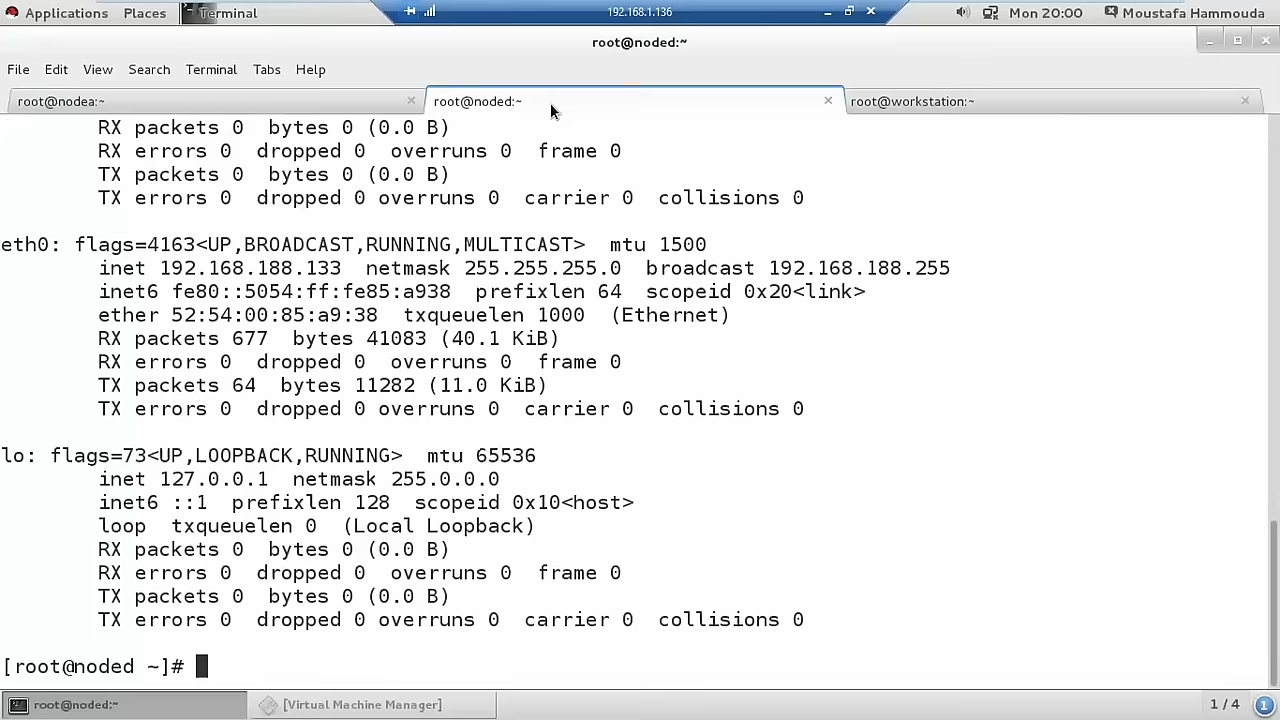 Applications Places Terminal 192.168.1.136 Mon 20:00 Moustafa Hammouda
root@noded:~
File Edit View Search Terminal Tabs Help
root@nodea:~ root@noded:~ root@workstation:~
RX packets 0 bytes 0 (0.0 B)
RX errors 0 dropped 0 overruns 0 frame 0
TX packets 0 bytes 0 (0.0 B)
TX errors 0 dropped 0 overruns 0 carrier 0 collisions 0
eth0: flags=4163<UP,BROADCAST,RUNNING,MULTICAST> mtu 1500
inet 192.168.188.133 netmask 255.255.255.0 broadcast 192.168.188.255
inet6 fe80::5054:ff:fe85:a938 prefixlen 64 scopeid 0x20<link>
ether 52:54:00:85:a9:38 txqueuelen 1000 (Ethernet)
RX packets 677 bytes 41083 (40.1 KiB)
RX errors 0 dropped 0 overruns 0 frame 0
TX packets 64 bytes 11282 (11.0 KiB)
TX errors 0 dropped 0 overruns 0 carrier 0 collisions 0
lo: flags=73<UP,LOOPBACK,RUNNING> mtu 65536
inet 127.0.0.1 netmask 255.0.0.0
inet6 ::1 prefixlen 128 scopeid 0x10<host>
loop txqueuelen 0 (Local Loopback)
RX packets 0 bytes 0 (0.0 B)
RX errors 0 dropped 0 overruns 0 frame 0
TX packets 0 bytes 0 (0.0 B)
TX errors 0 dropped 0 overruns 0 carrier 0 collisions 0
[root@noded ~]#
root@noded:~ [Virtual Machine Manager] 1 / 4 1